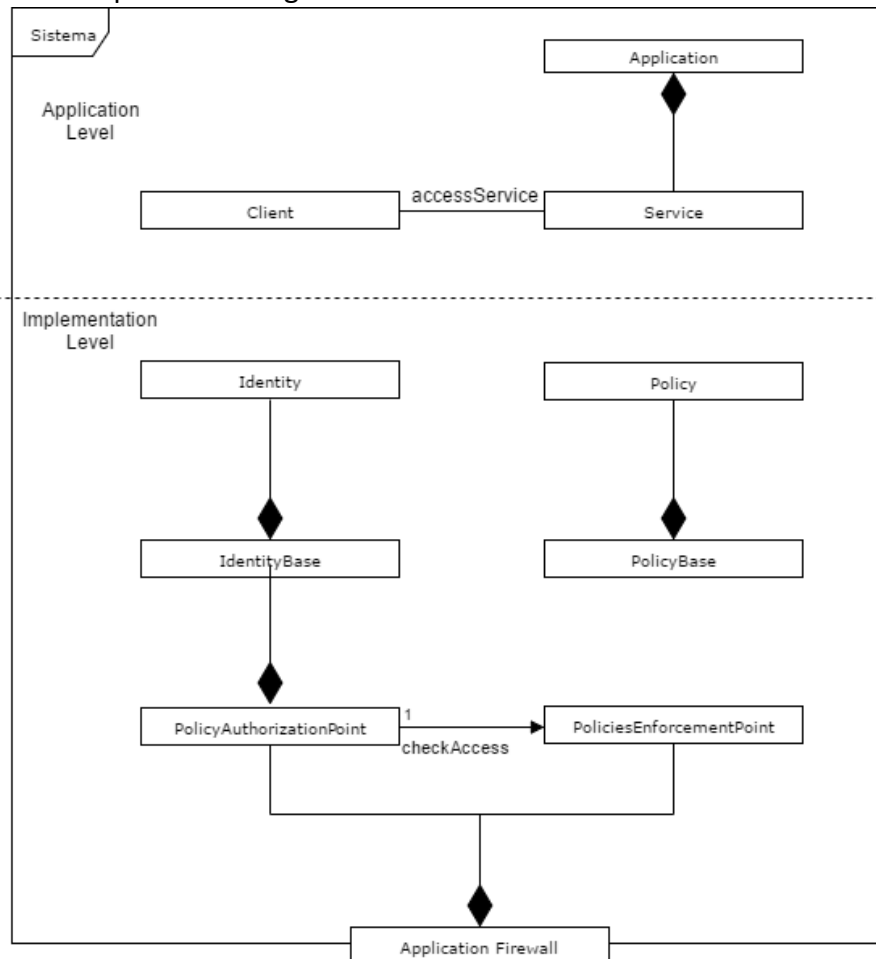 Sistema
Application
Application
Level
accessService
Client
Service
Implementation
Level
Identity
Policy
IdentityBase
PolicyBase
1
PolicyAuthorizationPoint
PoliciesEnforcementPoint
checkAccess
Application Firewall